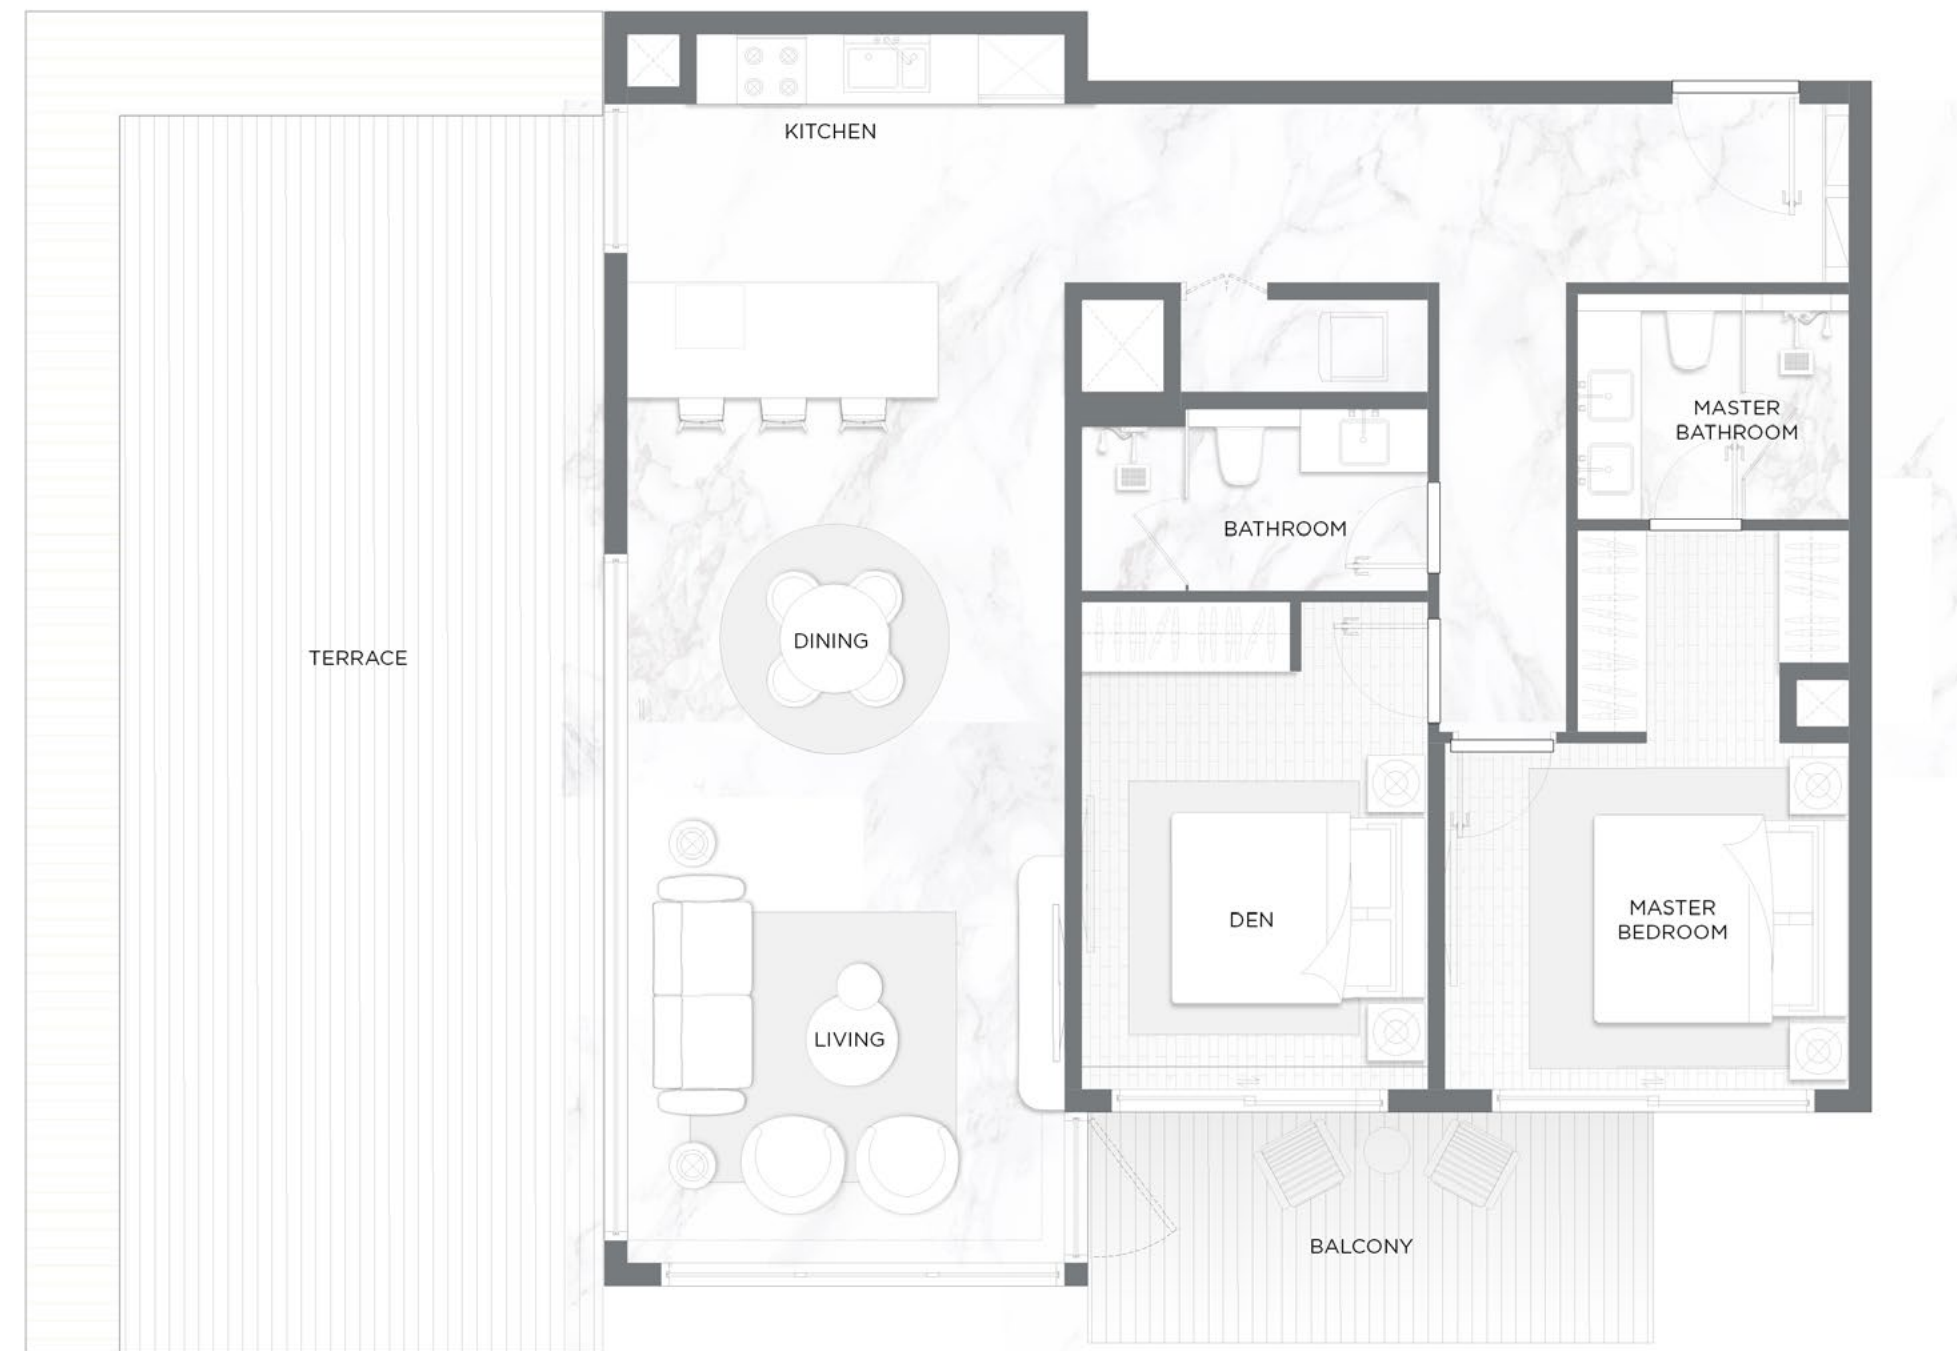 KITCHEN
MASTER
BATHROOM
BATHROOM
DINING
TERRACE
DEN
MASTER
BEDROOM
LIVING
BALCONY